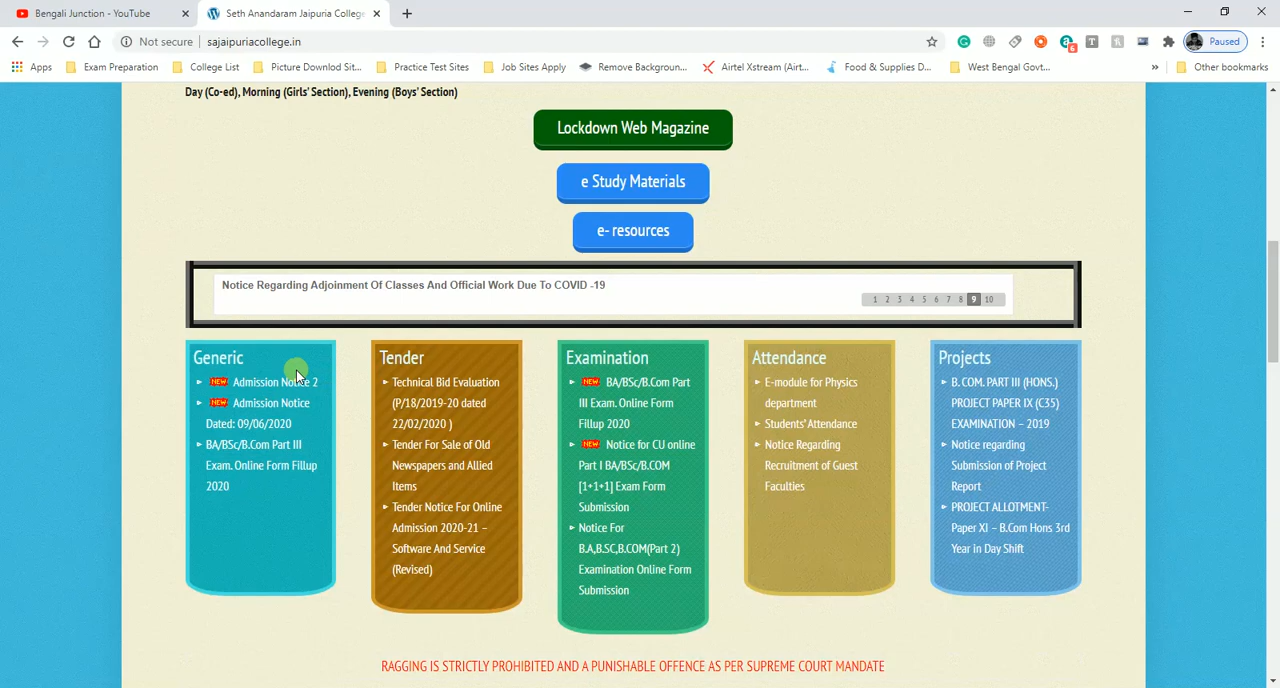 Bengali Junction - YouTube
Seth Anandaram Jaipuria College
Not secure | sajaipuriacollege.in
6
T
Paused
Apps
Exam Preparation
College List
Picture Downlod Sit...
Practice Test Sites
Job Sites Apply
Remove Backgroun...
Airtel Xstream (Airt...
Food & Supplies D...
West Bengal Govt...
»
Other bookmarks
Day (Co-ed), Morning (Girls' Section), Evening (Boys' Section)
Lockdown Web Magazine
e Study Materials
e- resources
Notice Regarding Adjoinment Of Classes And Official Work Due To COVID -19
1 2 3 4 5 6 7 8 9 10
Generic
NEW Admission Notice 2
NEW Admission Notice
Dated: 09/06/2020
BA/BSc/B.Com Part III
Exam. Online Form Fillup
2020
Tender
Technical Bid Evaluation
(P/18/2019-20 dated
22/02/2020 )
Tender For Sale of Old
Newspapers and Allied
Items
Tender Notice For Online
Admission 2020-21 –
Software And Service
(Revised)
Examination
NEW BA/BSc/B.Com Part
III Exam. Online Form
Fillup 2020
NEW Notice for CU online
Part I BA/BSc/B.COM
[1+1+1] Exam Form
Submission
Notice For
B.A,B.SC,B.COM(Part 2)
Examination Online Form
Submission
Attendance
E-module for Physics
department
Students' Attendance
Notice Regarding
Recruitment of Guest
Faculties
Projects
B. COM. PART III (HONS.)
PROJECT PAPER IX (C35)
EXAMINATION – 2019
Notice regarding
Submission of Project
Report
PROJECT ALLOTMENT-
Paper XI – B.Com Hons 3rd
Year in Day Shift
RAGGING IS STRICTLY PROHIBITED AND A PUNISHABLE OFFENCE AS PER SUPREME COURT MANDATE